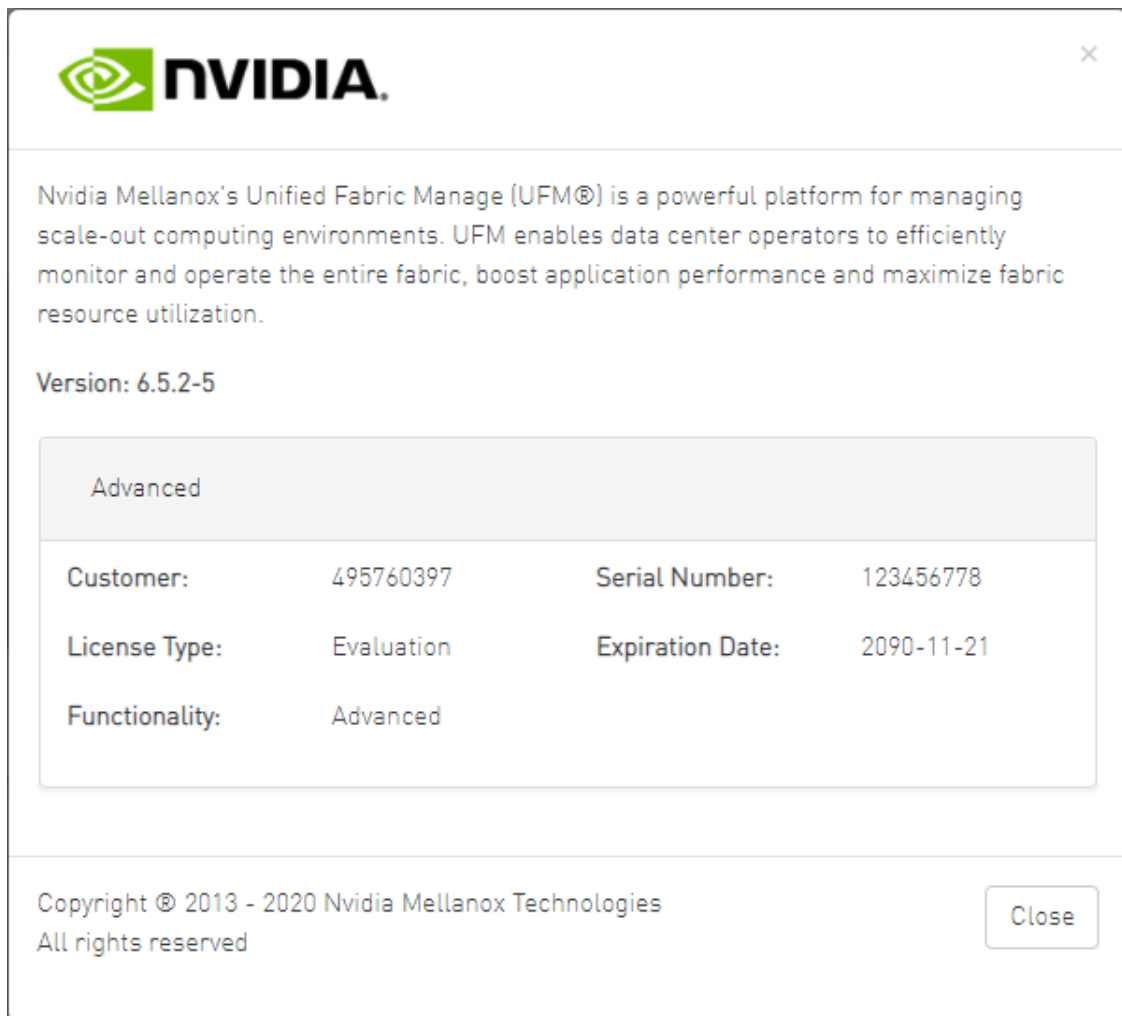 NVIDIA.
Nvidia Mellanox's Unified Fabric Manage (UFM®) is a powerful platform for managing
scale-out computing environments. UFM enables data center operators to efficiently
monitor and operate the entire fabric, boost application performance and maximize fabric
resource utilization.
Version: 6.5.2-5
Advanced
Customer: 495760397 Serial Number: 123456778
License Type: Evaluation Expiration Date: 2090-11-21
Functionality: Advanced
Copyright ® 2013 - 2020 Nvidia Mellanox Technologies
All rights reserved
Close